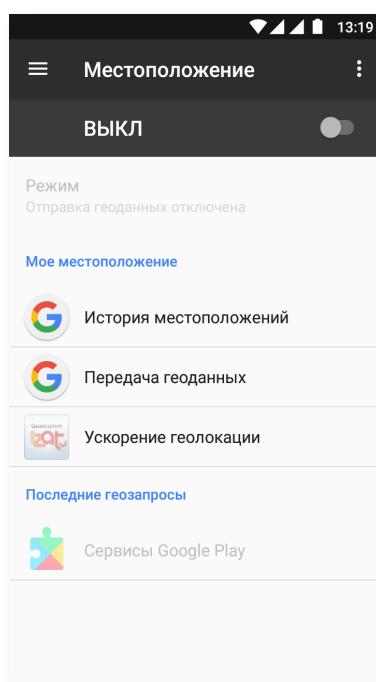 13:19
Местоположение
ВЫКЛ
Режим
Отправка геоданных отключена
Мое местоположение
История местоположений
Передача геоданных
Qualcomm
IZat
Ускорение геолокации
Последние геозапросы
Сервисы Google Play